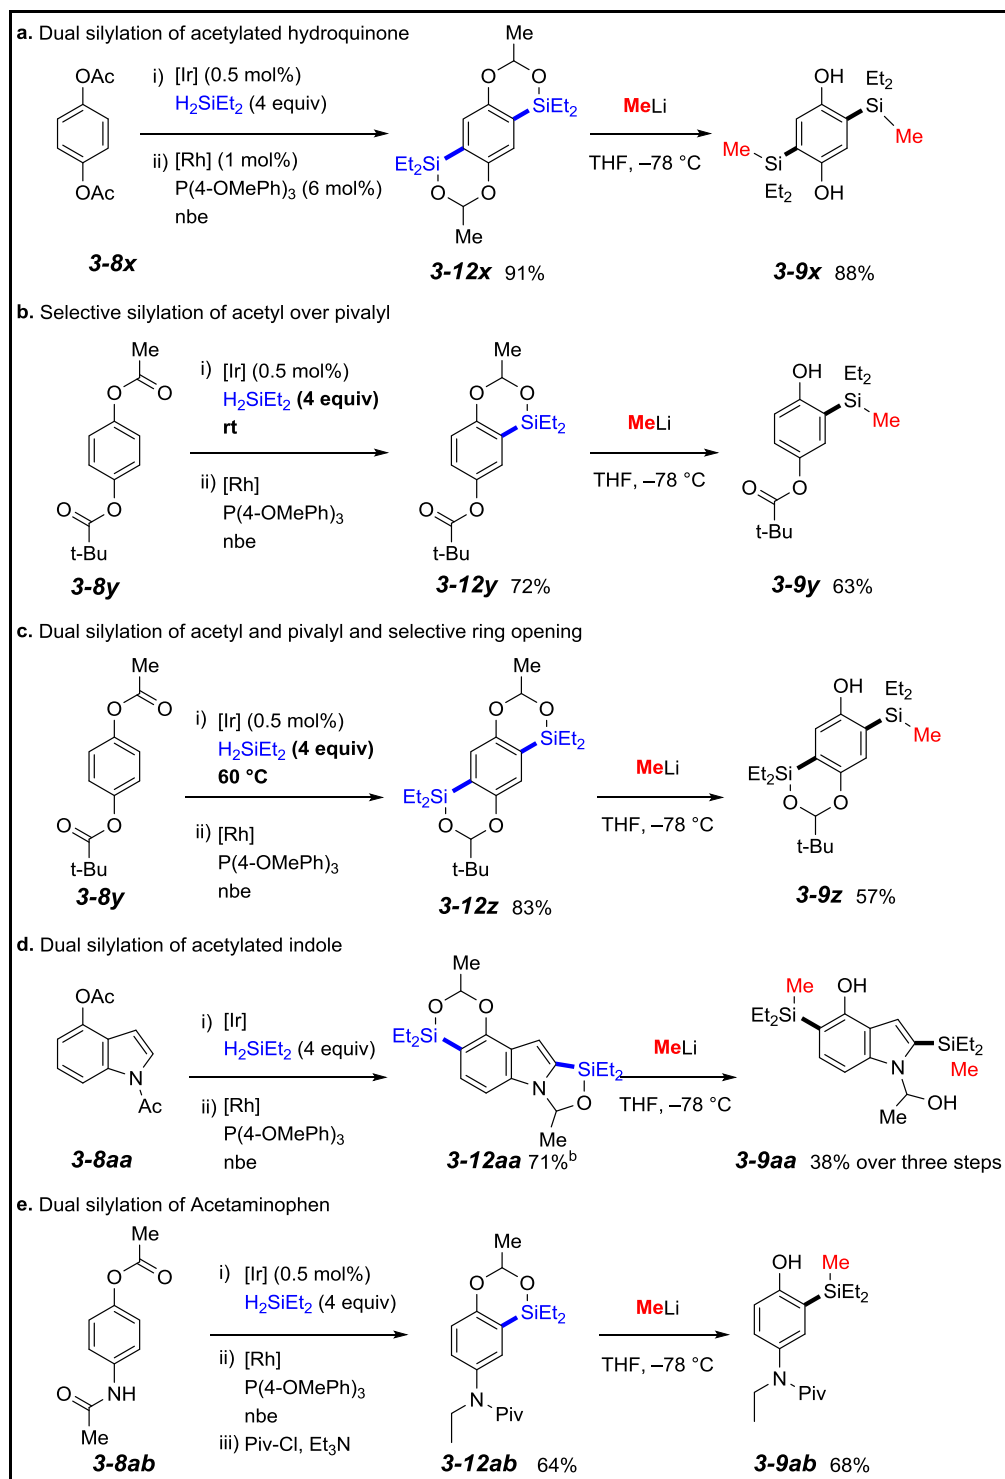 a. Dual silylation of acetylated hydroquinone
OAc
OAc
3-8x
i) [Ir] (0.5 mol%)
H2SiEt2 (4 equiv)
ii) [Rh] (1 mol%)
P(4-OMePh)3 (6 mol%)
nbe
Me
O
O
SiEt2
Et2Si
O
O
Me
3-12x 91%
MeLi
THF, –78 °C
OH
Et2
Si
Me
Me
Si
Et2
OH
3-9x 88%
b. Selective silylation of acetyl over pivalyl
Me
O
O
O
O
t-Bu
3-8y
i) [Ir] (0.5 mol%)
H2SiEt2 (4 equiv)
rt
ii) [Rh]
P(4-OMePh)3
nbe
Me
O
O
SiEt2
O
O
t-Bu
3-12y 72%
MeLi
THF, –78 °C
OH
Et2
Si
Me
O
O
t-Bu
3-9y 63%
c. Dual silylation of acetyl and pivalyl and selective ring opening
Me
O
O
O
O
t-Bu
3-8y
i) [Ir] (0.5 mol%)
H2SiEt2 (4 equiv)
60 °C
ii) [Rh]
P(4-OMePh)3
nbe
Me
O
O
SiEt2
Et2Si
O
O
t-Bu
3-12z 83%
MeLi
THF, –78 °C
OH
Et2
Si
Me
Et2Si
O
O
t-Bu
3-9z 57%
d. Dual silylation of acetylated indole
OAc
N
Ac
3-8aa
i) [Ir]
H2SiEt2 (4 equiv)
ii) [Rh]
P(4-OMePh)3
nbe
Me
O
O
Et2Si
SiEt2
N
O
Me
3-12aa 71%b
MeLi
THF, –78 °C
Me
OH
Et2Si
SiEt2
Me
N
OH
Me
3-9aa 38% over three steps
e. Dual silylation of Acetaminophen
Me
O
O
O
NH
Me
3-8ab
i) [Ir] (0.5 mol%)
H2SiEt2 (4 equiv)
ii) [Rh]
P(4-OMePh)3
nbe
iii) Piv-Cl, Et3N
Me
O
O
SiEt2
N
Piv
3-12ab 64%
MeLi
THF, –78 °C
OH
Me
SiEt2
N
Piv
3-9ab 68%